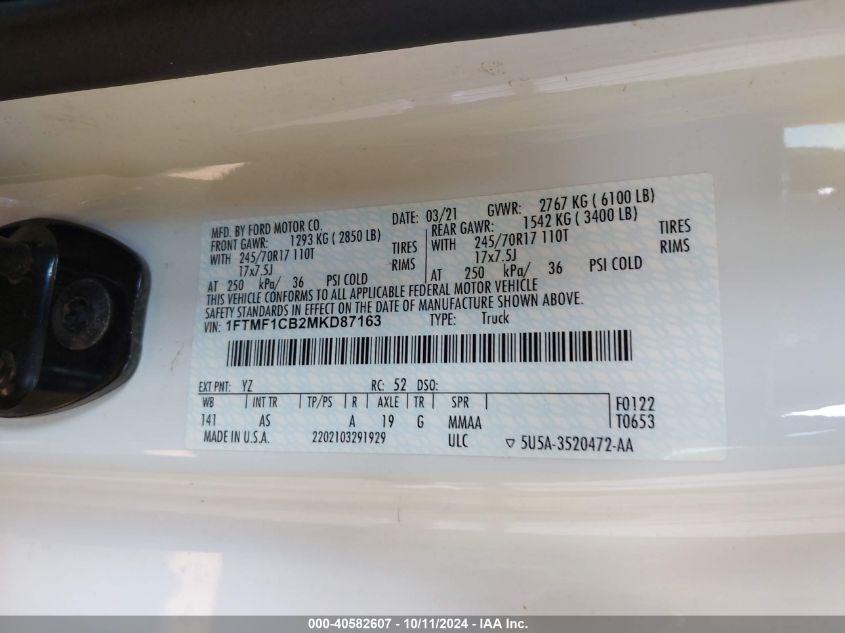 MFD. BY FORD MOTOR CO. DATE: 03/21 GVWR: 2767 KG ( 6100 LB)
FRONT GAWR: 1293 KG ( 2850 LB) REAR GAWR: 1542 KG ( 3400 LB)
WITH 245/70R17 110T TIRES WITH 245/70R17 110T TIRES
17x7.5J RIMS 17x7.5J RIMS
AT 250 kPa/ 36 PSI COLD AT 250 kPa/ 36 PSI COLD
THIS VEHICLE CONFORMS TO ALL APPLICABLE FEDERAL MOTOR VEHICLE
SAFETY STANDARDS IN EFFECT ON THE DATE OF MANUFACTURE SHOWN ABOVE.
VIN: 1FTMF1CB2MKD87163 TYPE: Truck
EXT PNT: YZ RC: 52 DSO:
WB INT TR TP/PS R AXLE TR SPR F0122
141 AS A 19 G MMAA T0653
MADE IN U.S.A. 2202103291929 ULC ▽ 5U5A-3520472-AA
000-40582607 - 10/11/2024 - IAA Inc.